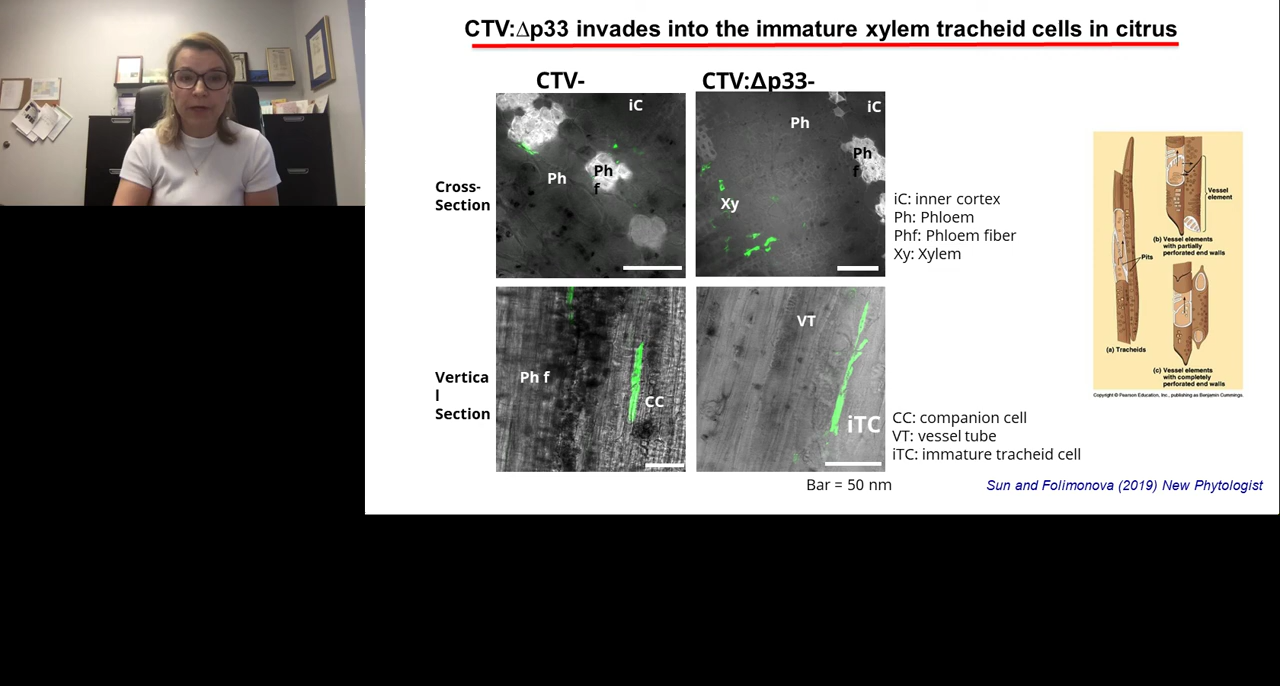 CTV:∆p33 invades into the immature xylem tracheid cells in citrus
CTV-
CTV:Δp33-
Cross-
Section
iC
Ph
Ph
f
iC
Ph
Ph
f
Xy
iC: inner cortex
Ph: Phloem
Phf: Phloem fiber
Xy: Xylem
Vertica
l
Section
Ph f
CC
VT
iTC
CC: companion cell
VT: vessel tube
iTC: immature tracheid cell
Bar = 50 nm
Sun and Folimonova (2019) New Phytologist
Vessel
element
(b) Vessel elements
with partially
perforated end walls
Pits
(a) Tracheids
(c) Vessel elements
with completely
perforated end walls
Copyright © Pearson Education, Inc., publishing as Benjamin Cummings.